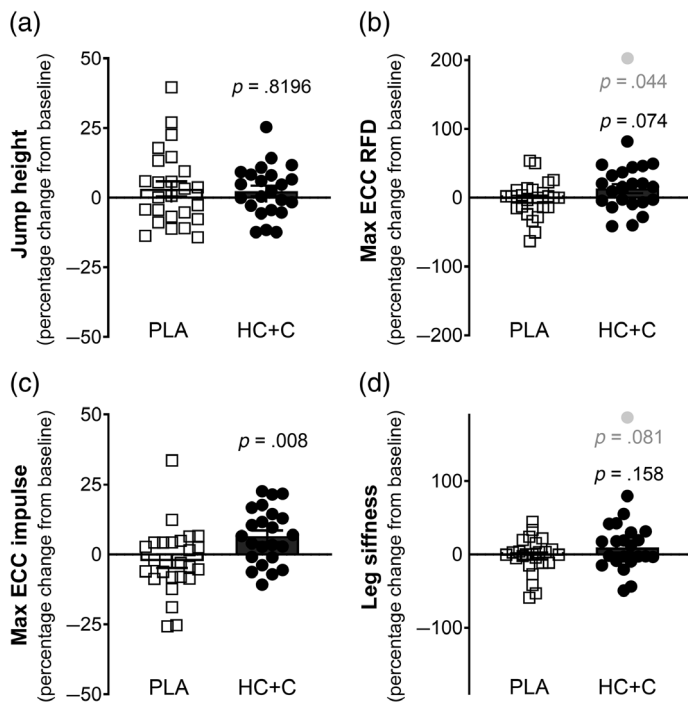 (a)
Jump height
(percentage change from baseline)
50
25
0
−25
−50
p = .8196
PLA
HC+C
(b)
Max ECC RFD
(percentage change from baseline)
200
100
0
−100
−200
p = .044
p = .074
PLA
HC+C
(c)
Max ECC impulse
(percentage change from baseline)
50
25
0
−25
−50
p = .008
PLA
HC+C
(d)
Leg siffness
(percentage change from baseline)
100
0
−100
p = .081
p = .158
PLA
HC+C